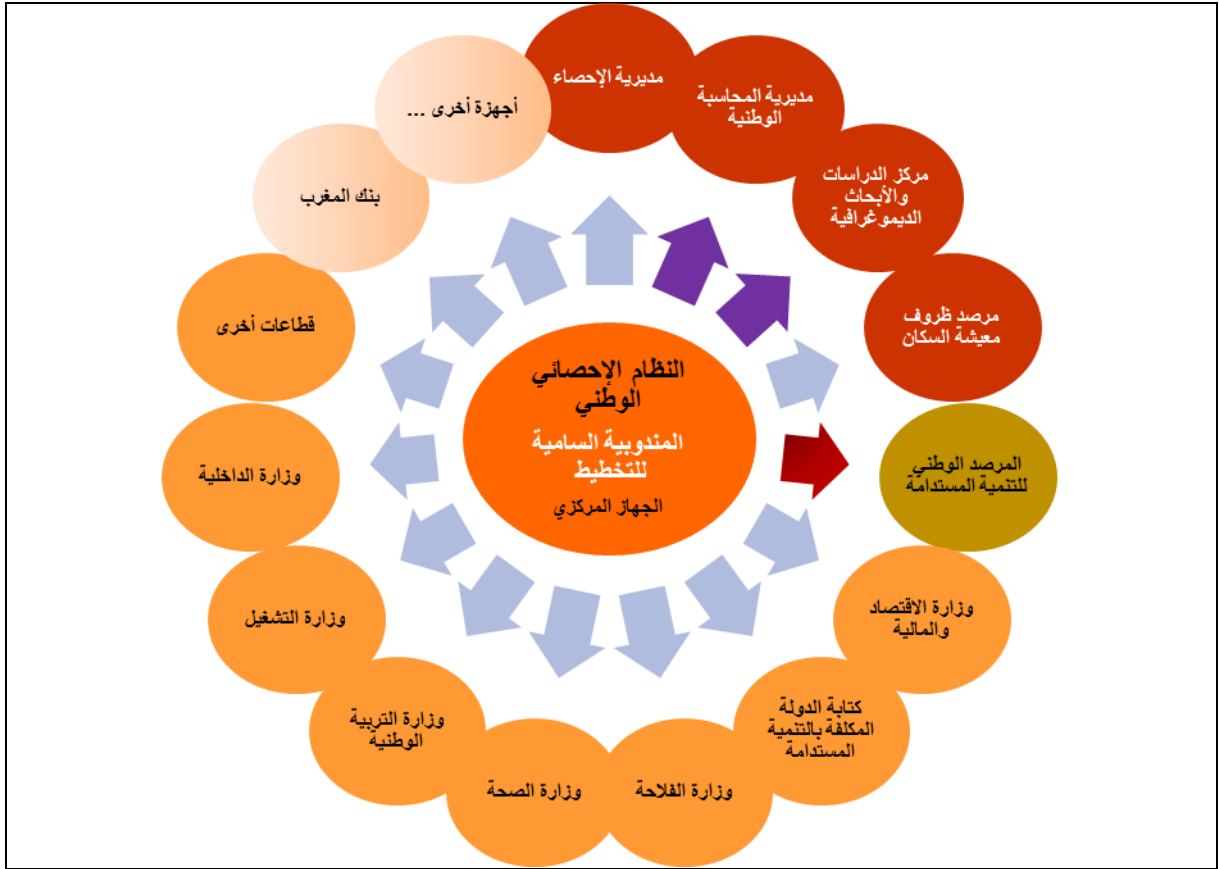 مديرية الإحصاء
مديرية المحاسبة
الوطنية
مركز الدراسات
والأبحاث
الديموغرافية
مرصد ظروف
معيشة السكان
المرصد الوطني
للتنمية المستدامة
وزارة الاقتصاد
والمالية
كتابة الدولة
المكلفة بالتنمية
المستدامة
وزارة الفلاحة
وزارة الصحة
وزارة التربية
الوطنية
وزارة التشغيل
وزارة الداخلية
قطاعات أخرى
بنك المغرب
أجهزة أخرى ...
النظام الإحصائي
الوطني
المندوبية السامية
للتخطيط
الجهاز المركزي